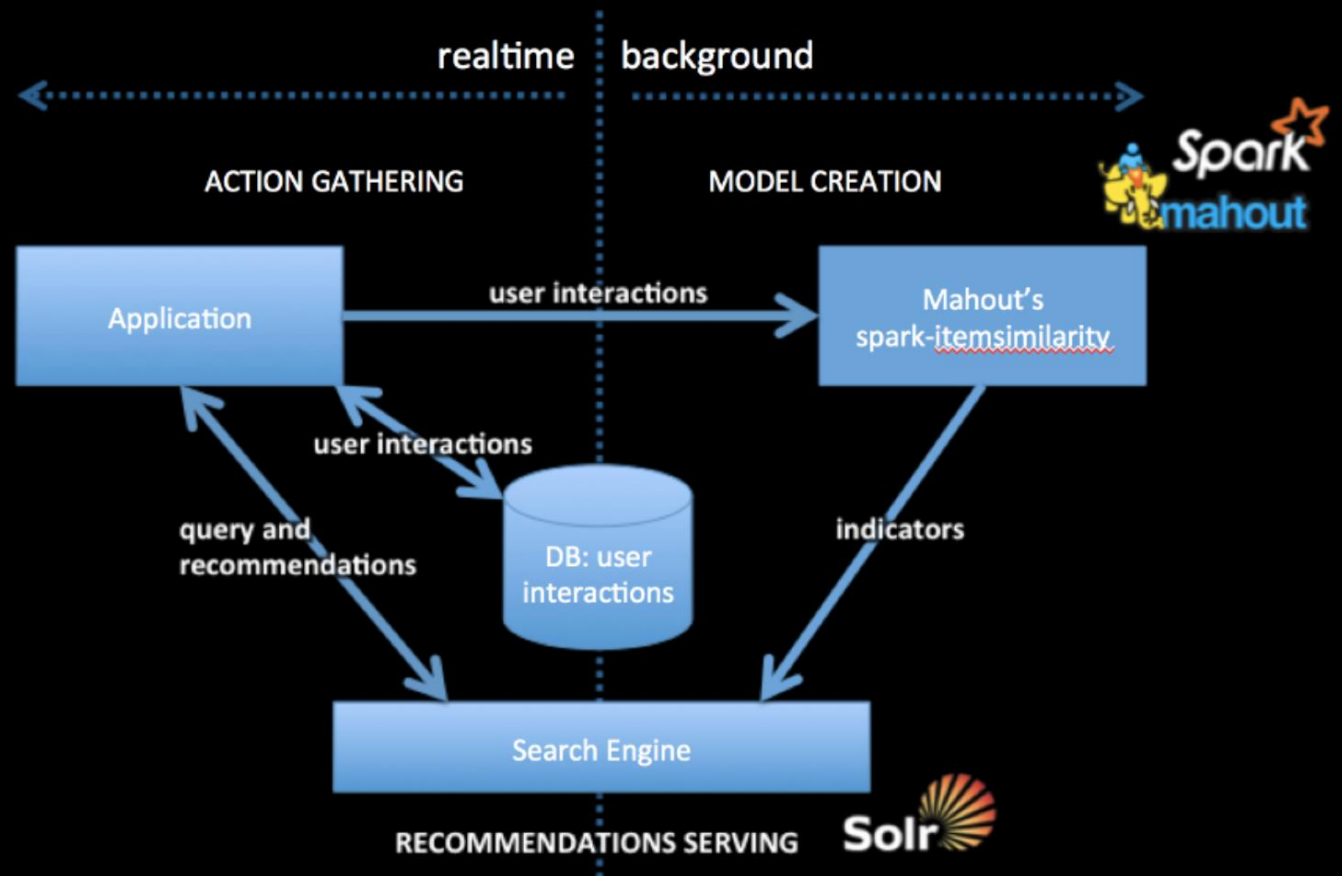 realtime
background
ACTION GATHERING
MODEL CREATION
Spark
mahout
Application
user interactions
Mahout's
spark-itemsimilarity
user interactions
query and
recommendations
DB: user
interactions
indicators
Search Engine
RECOMMENDATIONS SERVING
Solr